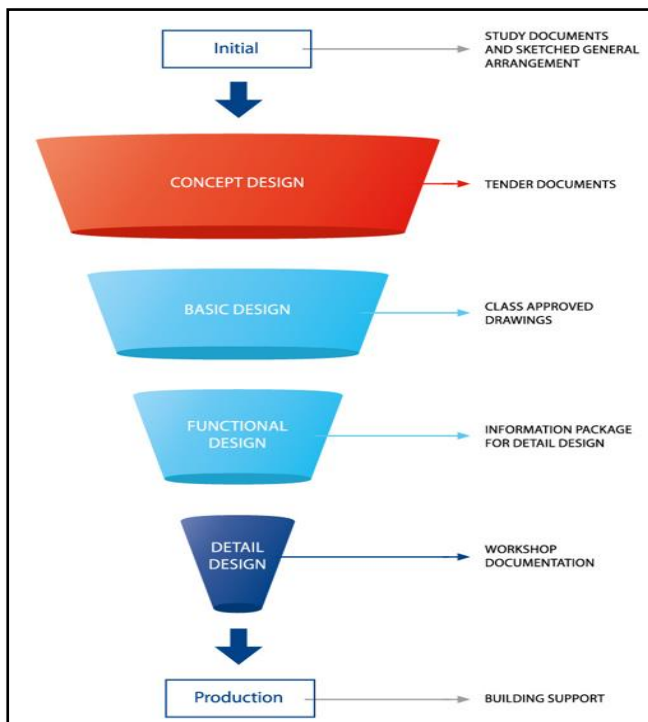 Initial
STUDY DOCUMENTS
AND SKETCHED GENERAL
ARRANGEMENT
CONCEPT DESIGN
TENDER DOCUMENTS
BASIC DESIGN
CLASS APPROVED
DRAWINGS
FUNCTIONAL
DESIGN
INFORMATION PACKAGE
FOR DETAIL DESIGN
DETAIL
DESIGN
WORKSHOP
DOCUMENTATION
Production
BUILDING SUPPORT